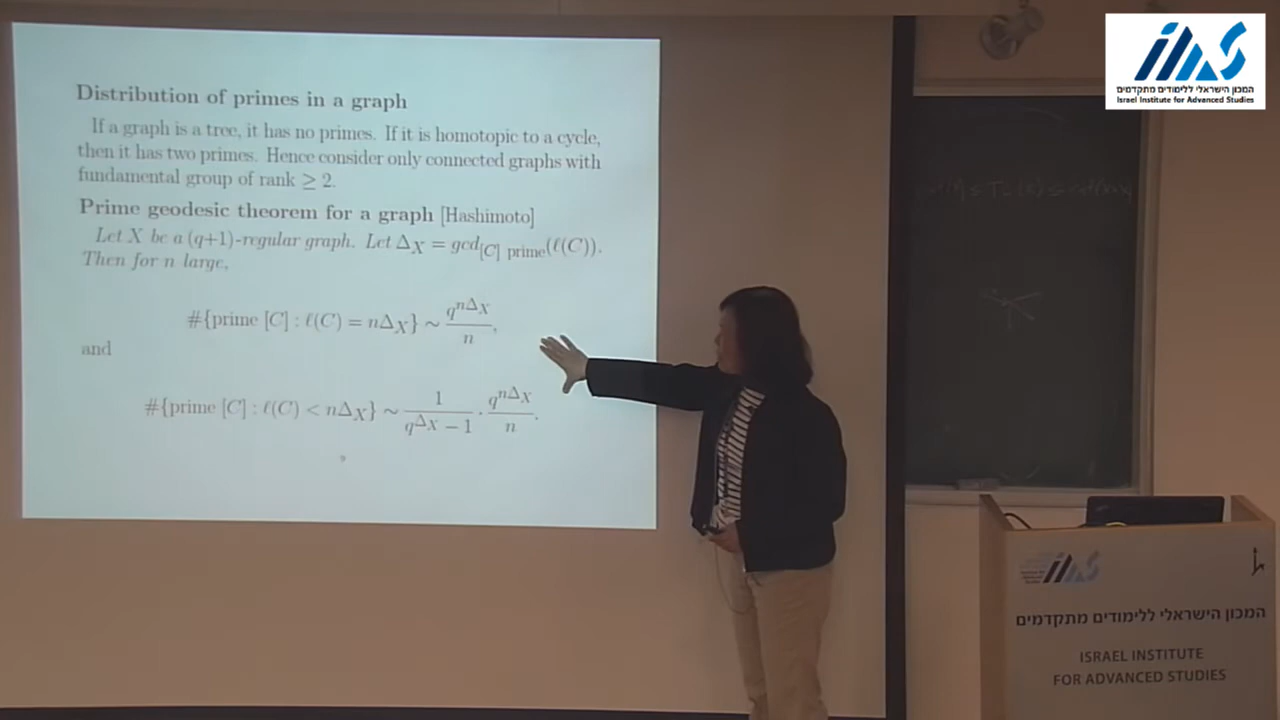 Distribution of primes in a graph
If a graph is a tree, it has no primes. If it is homotopic to a cycle,
then it has two primes. Hence consider only connected graphs with
fundamental group of rank ≥ 2.
Prime geodesic theorem for a graph [Hashimoto]
Let X be a (q+1)-regular graph. Let Δ_X = gcd_{[C] prime}(ℓ(C)).
Then for n large,
#{prime [C] : ℓ(C) = nΔ_X} ~ q^{nΔ_X}/n,
and
#{prime [C] : ℓ(C) < nΔ_X} ~ 1/(q^{Δ_X} − 1) · q^{nΔ_X}/n.
iias
המכון הישראלי ללימודים מתקדמים
Israel Institute for Advanced Studies
iias
המכון הישראלי ללימודים מתקדמים
ISRAEL INSTITUTE
FOR ADVANCED STUDIES